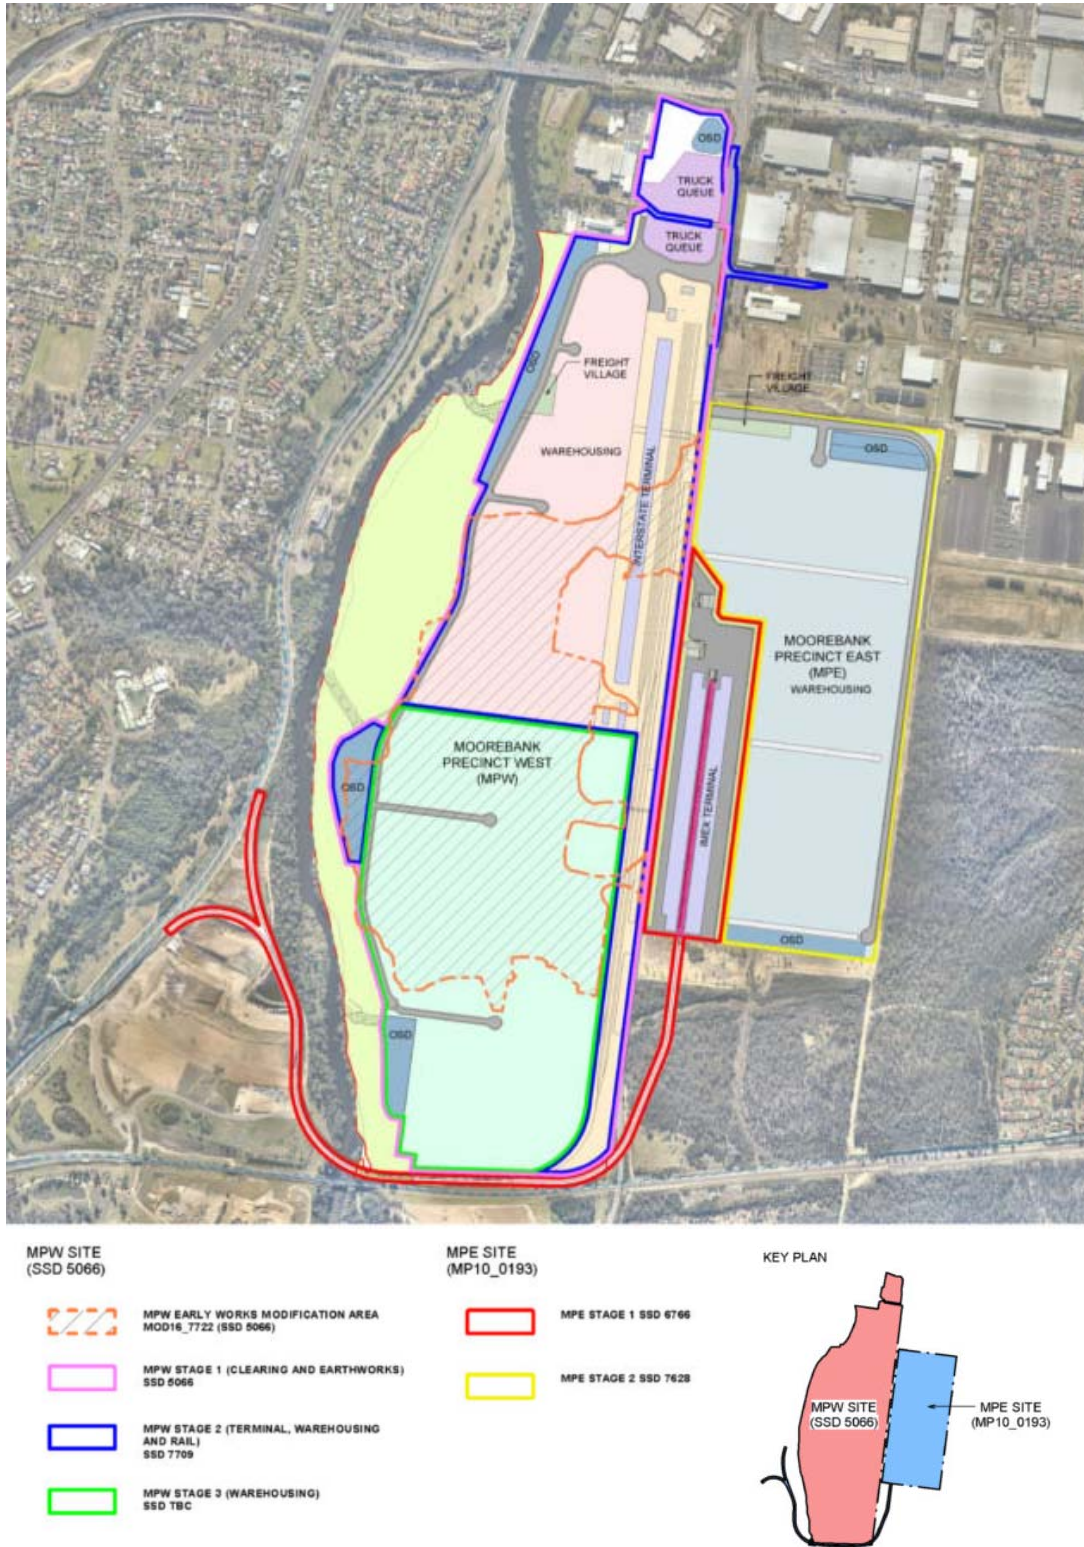 OSD
TRUCK
QUEUE
TRUCK
QUEUE
OSD
FREIGHT
VILLAGE
FREIGHT
VILLAGE
OSD
WAREHOUSING
INTERSTATE TERMINAL
MOOREBANK
PRECINCT EAST
(MPE)
WAREHOUSING
MOOREBANK
PRECINCT WEST
(MPW)
OSD
IMEX TERMINAL
OSD
OSD
MPW SITE
(SSD 5066)
MPW EARLY WORKS MODIFICATION AREA
MOD16_7722 (SSD 5066)
MPW STAGE 1 (CLEARING AND EARTHWORKS)
SSD 5066
MPW STAGE 2 (TERMINAL, WAREHOUSING
AND RAIL)
SSD 7709
MPW STAGE 3 (WAREHOUSING)
SSD TBC
MPE SITE
(MP10_0193)
MPE STAGE 1 SSD 6766
MPE STAGE 2 SSD 7628
KEY PLAN
MPW SITE
(SSD 5066)
MPE SITE
(MP10_0193)